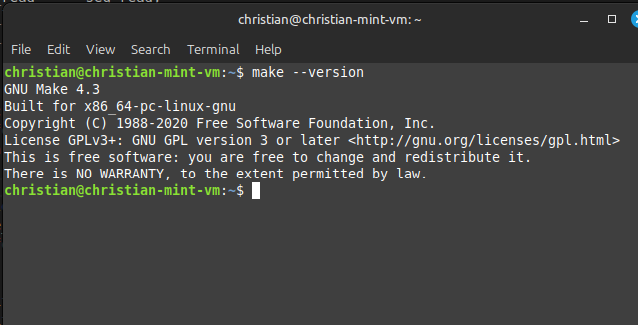 christian@christian-mint-vm: ~
File Edit View Search Terminal Help
christian@christian-mint-vm:~$ make --version
GNU Make 4.3
Built for x86_64-pc-linux-gnu
Copyright (C) 1988-2020 Free Software Foundation, Inc.
License GPLv3+: GNU GPL version 3 or later <http://gnu.org/licenses/gpl.html>
This is free software: you are free to change and redistribute it.
There is NO WARRANTY, to the extent permitted by law.
christian@christian-mint-vm:~$